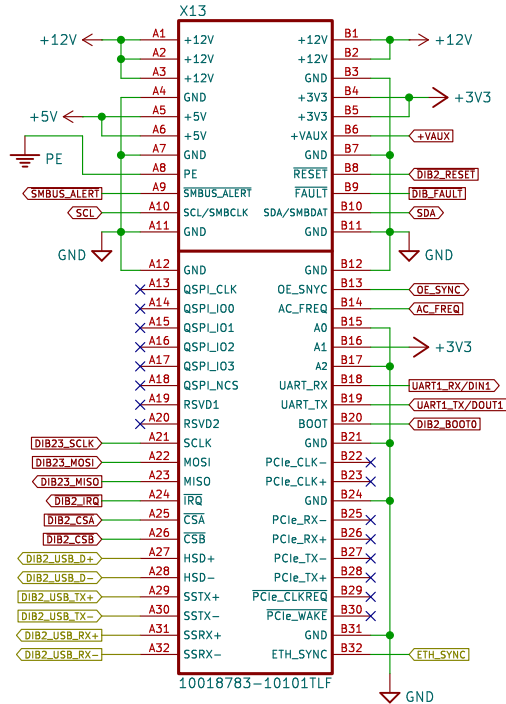 X13
+12V A1 +12V +12V B1 +12V
A2 +12V +12V B2
A3 +12V GND B3
A4 GND +3V3 B4 +3V3
+5V A5 +5V +3V3 B5
A6 +5V +VAUX B6 +VAUX
A7 GND GND B7
PE A8 PE RESET B8 DIB2_RESET
SMBUS_ALERT A9 SMBUS_ALERT FAULT B9 DIB_FAULT
SCL A10 SCL/SMBCLK SDA/SMBDAT B10 SDA
GND A11 GND GND B11 GND
A12 GND GND B12
A13 QSPI_CLK OE_SNYC B13 OE_SYNC
A14 QSPI_IO0 AC_FREQ B14 AC_FREQ
A15 QSPI_IO1 A0 B15
A16 QSPI_IO2 A1 B16 +3V3
A17 QSPI_IO3 A2 B17
A18 QSPI_NCS UART_RX B18 UART1_RX/DIN1
A19 RSVD1 UART_TX B19 UART1_TX/DOUT1
A20 RSVD2 BOOT B20 DIB2_BOOT0
DIB23_SCLK A21 SCLK GND B21
DIB23_MOSI A22 MOSI PCIe_CLK- B22
DIB23_MISO A23 MISO PCIe_CLK+ B23
DIB2_IRQ A24 IRQ GND B24
DIB2_CSA A25 CSA PCIe_RX- B25
DIB2_CSB A26 CSB PCIe_RX+ B26
DIB2_USB_D+ A27 HSD+ PCIe_TX- B27
DIB2_USB_D- A28 HSD- PCIe_TX+ B28
DIB2_USB_TX+ A29 SSTX+ PCIe_CLKREQ B29
DIB2_USB_TX- A30 SSTX- PCIe_WAKE B30
DIB2_USB_RX+ A31 SSRX+ GND B31
DIB2_USB_RX- A32 SSRX- ETH_SYNC B32 ETH_SYNC
10018783-10101TLF
GND